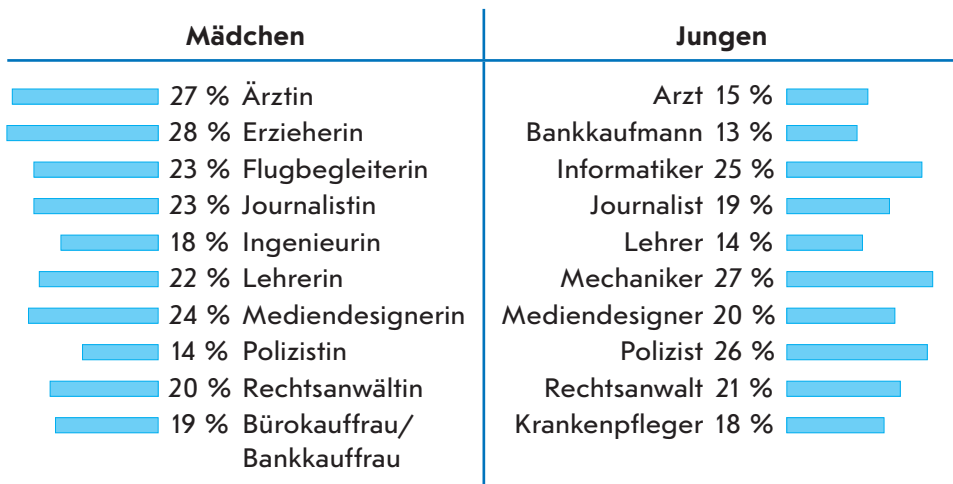 Mädchen
27 % Ärztin
28 % Erzieherin
23 % Flugbegleiterin
23 % Journalistin
18 % Ingenieurin
22 % Lehrerin
24 % Mediendesignerin
14 % Polizistin
20 % Rechtsanwältin
19 % Bürokauffrau/
Bankkauffrau
Jungen
Arzt 15 %
Bankkaufmann 13 %
Informatiker 25 %
Journalist 19 %
Lehrer 14 %
Mechaniker 27 %
Mediendesigner 20 %
Polizist 26 %
Rechtsanwalt 21 %
Krankenpfleger 18 %